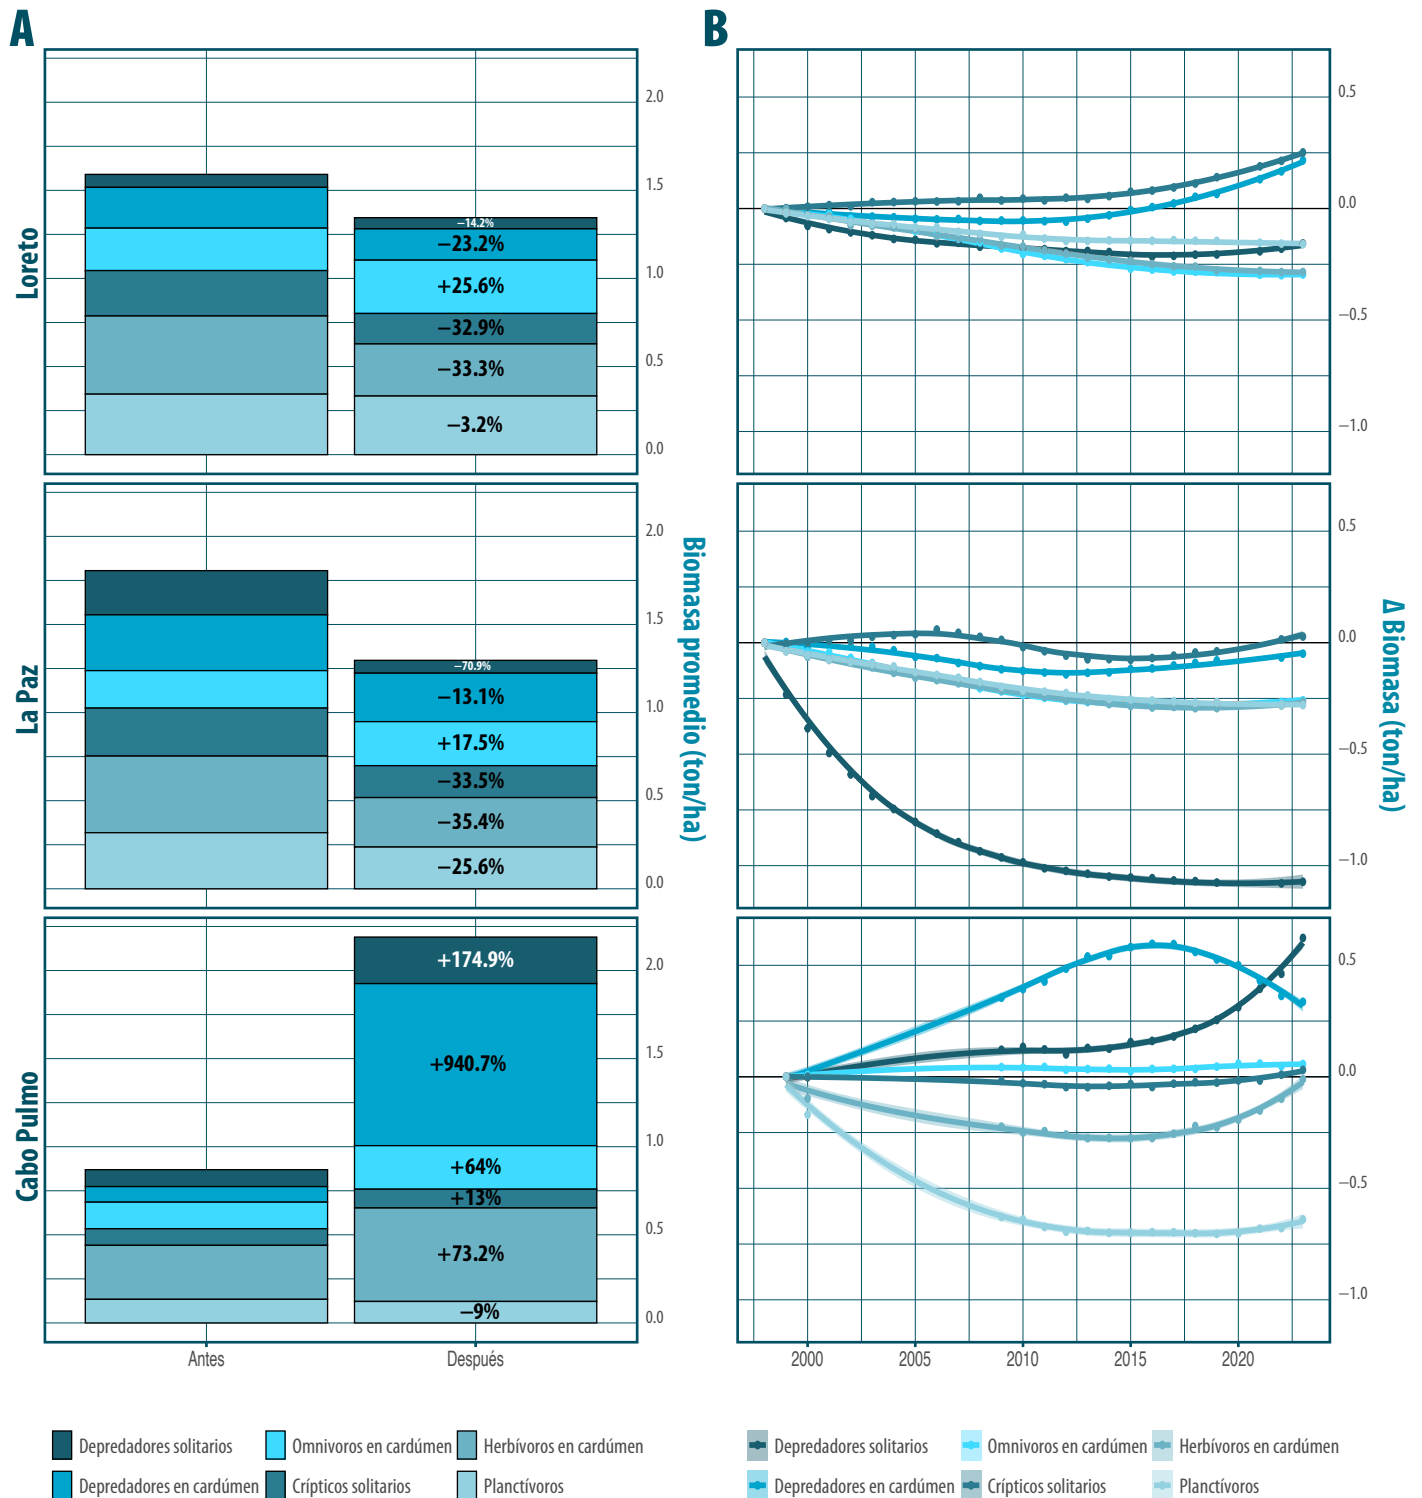 A
B
Loreto
2.0
1.5
1.0
0.5
0.0
−14.2%
−23.2%
+25.6%
−32.9%
−33.3%
−3.2%
0.5
0.0
−0.5
−1.0
La Paz
2.0
1.5
1.0
0.5
0.0
−70.9%
−13.1%
+17.5%
−33.5%
−35.4%
−25.6%
Biomasa promedio (ton/ha)
0.5
0.0
−0.5
−1.0
Δ Biomasa (ton/ha)
Cabo Pulmo
2.0
1.5
1.0
0.5
0.0
+174.9%
+940.7%
+64%
+13%
+73.2%
−9%
0.5
0.0
−0.5
−1.0
Antes
Después
2000
2005
2010
2015
2020
Depredadores solitarios
Omnivoros en cardúmen
Herbívoros en cardúmen
Depredadores en cardúmen
Crípticos solitarios
Planctívoros
Depredadores solitarios
Omnivoros en cardúmen
Herbívoros en cardúmen
Depredadores en cardúmen
Crípticos solitarios
Planctívoros